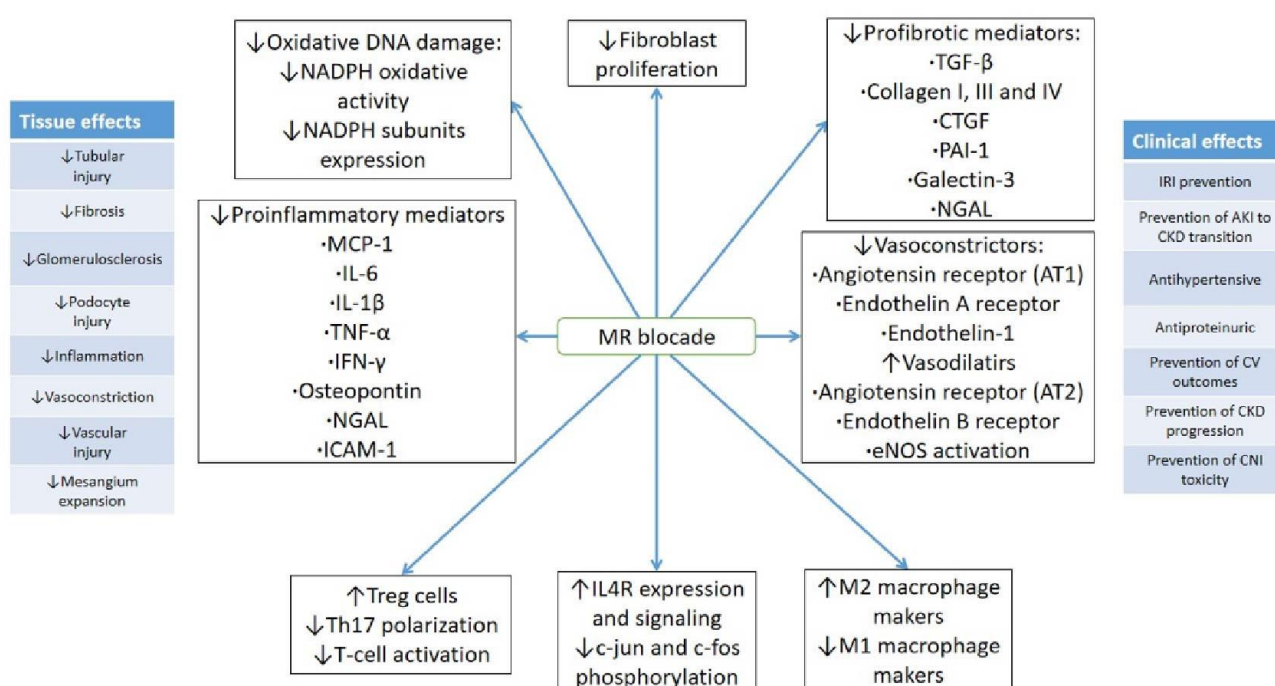 ↓Oxidative DNA damage:
↓NADPH oxidative
activity
↓NADPH subunits
expression
↓Fibroblast
proliferation
↓Profibrotic mediators:
·TGF-β
·Collagen I, III and IV
·CTGF
·PAI-1
·Galectin-3
·NGAL
Tissue effects
↓Tubular
injury
↓Fibrosis
↓Glomerulosclerosis
↓Podocyte
injury
↓Inflammation
↓Vasoconstriction
↓Vascular
injury
↓Mesangium
expansion
↓Proinflammatory mediators
·MCP-1
·IL-6
·IL-1β
·TNF-α
·IFN-γ
Osteopontin
·NGAL
·ICAM-1
MR blocade
↓Vasoconstrictors:
·Angiotensin receptor (AT1)
·Endothelin A receptor
·Endothelin-1
↑Vasodilatirs
·Angiotensin receptor (AT2)
·Endothelin B receptor
·eNOS activation
Clinical effects
IRI prevention
Prevention of AKI to
CKD transition
Antihypertensive
Antiproteinuric
Prevention of CV
outcomes
Prevention of CKD
progression
Prevention of CNI
toxicity
↑Treg cells
↓Th17 polarization
↓T-cell activation
↑IL4R expression
and signaling
↓c-jun and c-fos
phosphorylation
↑M2 macrophage
makers
↓M1 macrophage
makers